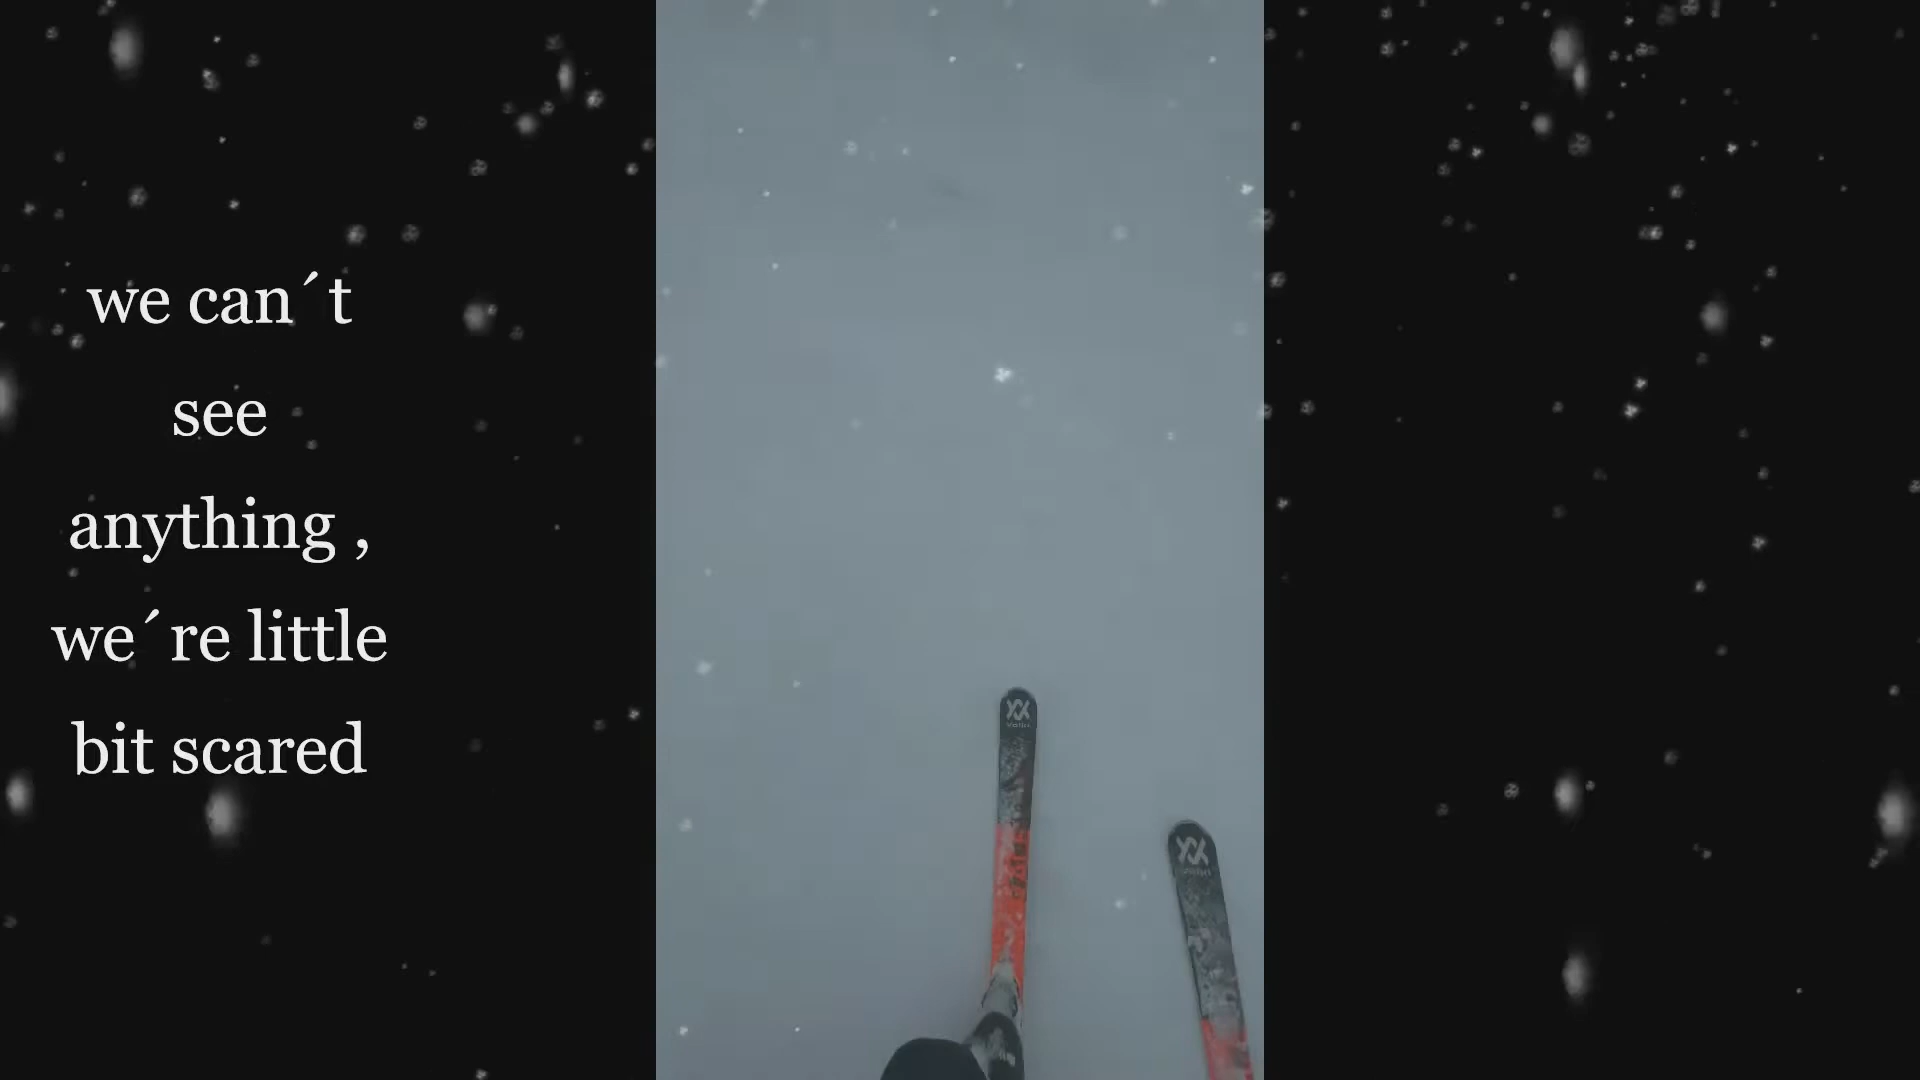 we can´t
see
anything ,
we´re little
bit scared